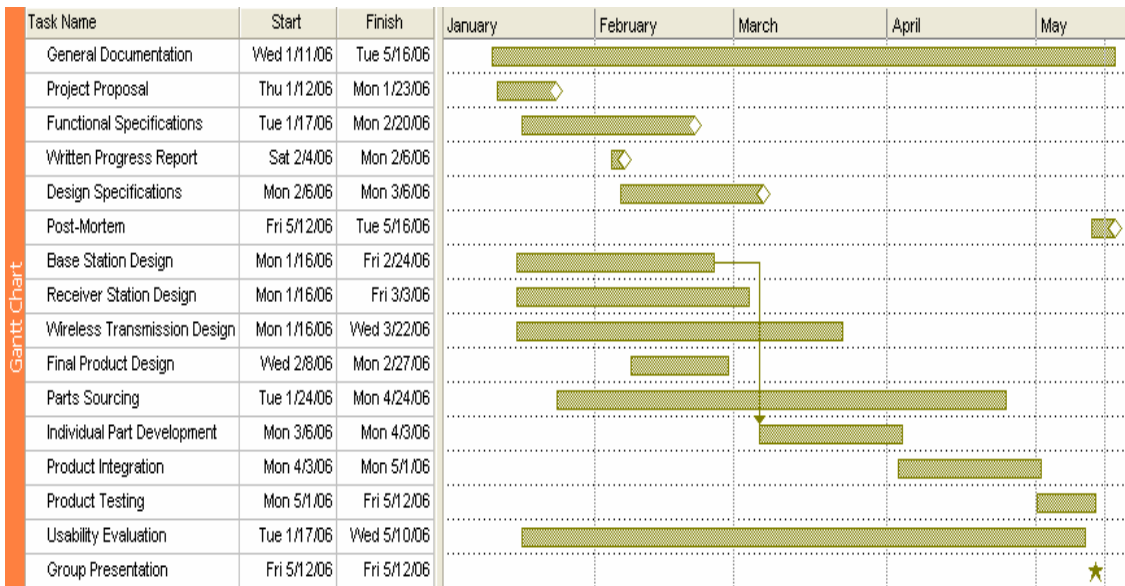 Gantt Chart
Task Name Start Finish January February March April May
General Documentation Wed 1/11/06 Tue 5/16/06
Project Proposal Thu 1/12/06 Mon 1/23/06
Functional Specifications Tue 1/17/06 Mon 2/20/06
Written Progress Report Sat 2/4/06 Mon 2/6/06
Design Specifications Mon 2/6/06 Mon 3/6/06
Post-Mortem Fri 5/12/06 Tue 5/16/06
Base Station Design Mon 1/16/06 Fri 2/24/06
Receiver Station Design Mon 1/16/06 Fri 3/3/06
Wireless Transmission Design Mon 1/16/06 Wed 3/22/06
Final Product Design Wed 2/8/06 Mon 2/27/06
Parts Sourcing Tue 1/24/06 Mon 4/24/06
Individual Part Development Mon 3/6/06 Mon 4/3/06
Product Integration Mon 4/3/06 Mon 5/1/06
Product Testing Mon 5/1/06 Fri 5/12/06
Usability Evaluation Tue 1/17/06 Wed 5/10/06
Group Presentation Fri 5/12/06 Fri 5/12/06